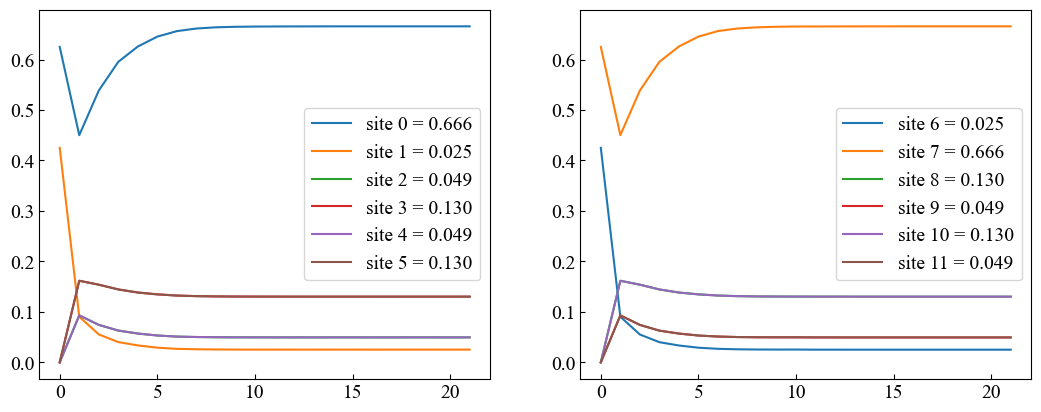 0.6
0.5
0.4
0.3
0.2
0.1
0.0
0 5 10 15 20
site 0 = 0.666
site 1 = 0.025
site 2 = 0.049
site 3 = 0.130
site 4 = 0.049
site 5 = 0.130
0.6
0.5
0.4
0.3
0.2
0.1
0.0
0 5 10 15 20
site 6 = 0.025
site 7 = 0.666
site 8 = 0.130
site 9 = 0.049
site 10 = 0.130
site 11 = 0.049